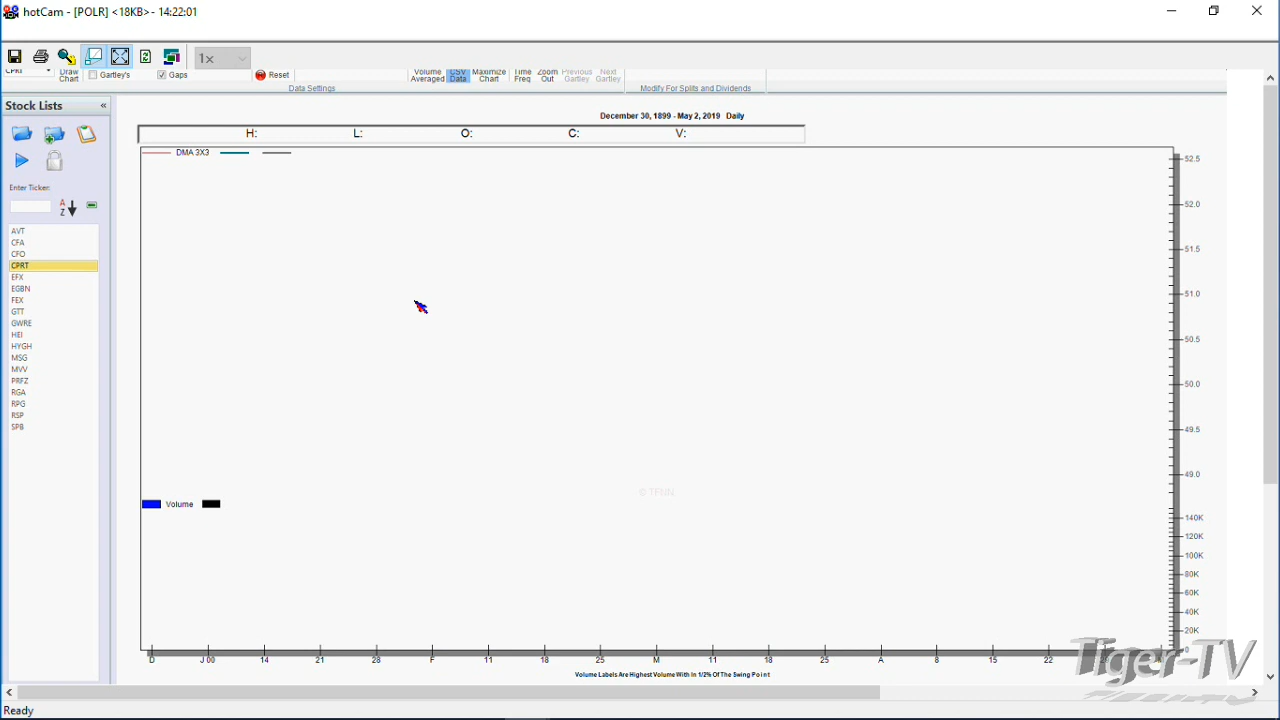 hotCam - [POLR] <18KB> - 14:22:01
1x
CPRT Draw Chart Gartley's Gaps Reset Volume Averaged CSV Data Maximize Chart Time Freq Zoom Out Previous Gartley Next Gartley
Data Settings Modify For Splits and Dividends
Stock Lists «
Enter Ticker:
A Z
AVT
CFA
CFO
CPRT
EFX
EGBN
FEX
GTT
GWRE
HEI
HYGH
MSG
MVV
PRFZ
RGA
RPG
RSP
SPB
December 30, 1899 - May 2, 2019 Daily
H: L: O: C: V:
DMA 3X3
52.5
52.0
51.5
51.0
50.5
50.0
49.5
49.0
© TFNN
Volume
140K
120K
100K
80K
60K
40K
20K
0
D J 00 14 21 28 F 11 18 25 M 11 18 25 A 8 15 22
Volume Labels Are Highest Volume With In 1/2% Of The Swing Point
Tiger-TV
Ready